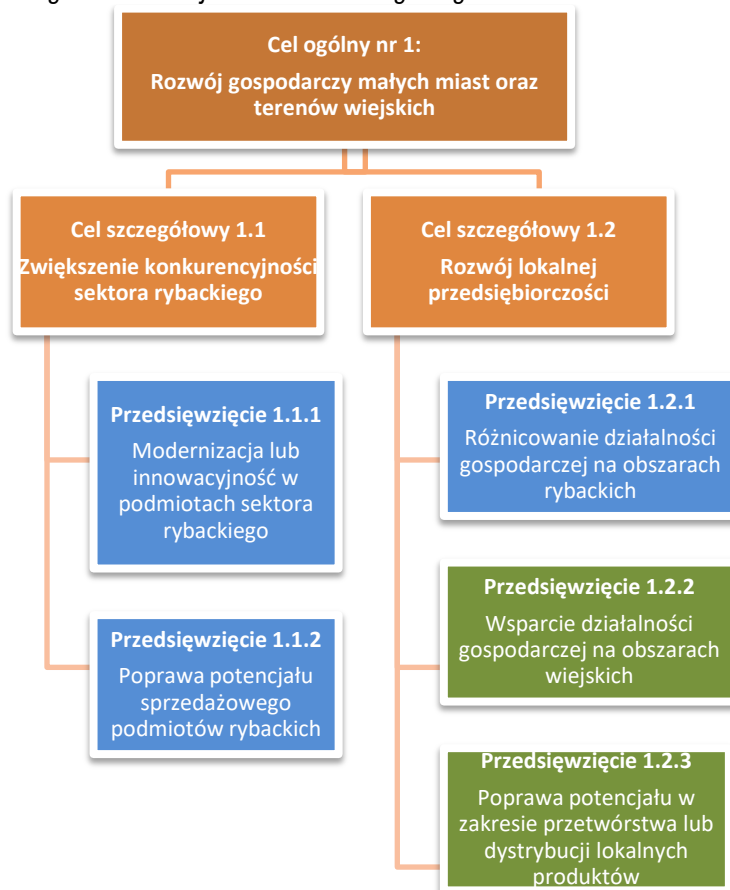 Cel ogólny nr 1:
Rozwój gospodarczy małych miast oraz
terenów wiejskich
Cel szczegółowy 1.1
Zwiększenie konkurencyjności
sektora rybackiego
Cel szczegółowy 1.2
Rozwój lokalnej
przedsiębiorczości
Przedsięwzięcie 1.1.1
Modernizacja lub
innowacyjność w
podmiotach sektora
rybackiego
Przedsięwzięcie 1.1.2
Poprawa potencjału
sprzedażowego
podmiotów rybackich
Przedsięwzięcie 1.2.1
Różnicowanie działalności
gospodarczej na obszarach
rybackich
Przedsięwzięcie 1.2.2
Wsparcie działalności
gospodarczej na obszarach
wiejskich
Przedsięwzięcie 1.2.3
Poprawa potencjału w
zakresie przetwórstwa lub
dystrybucji lokalnych
produktów